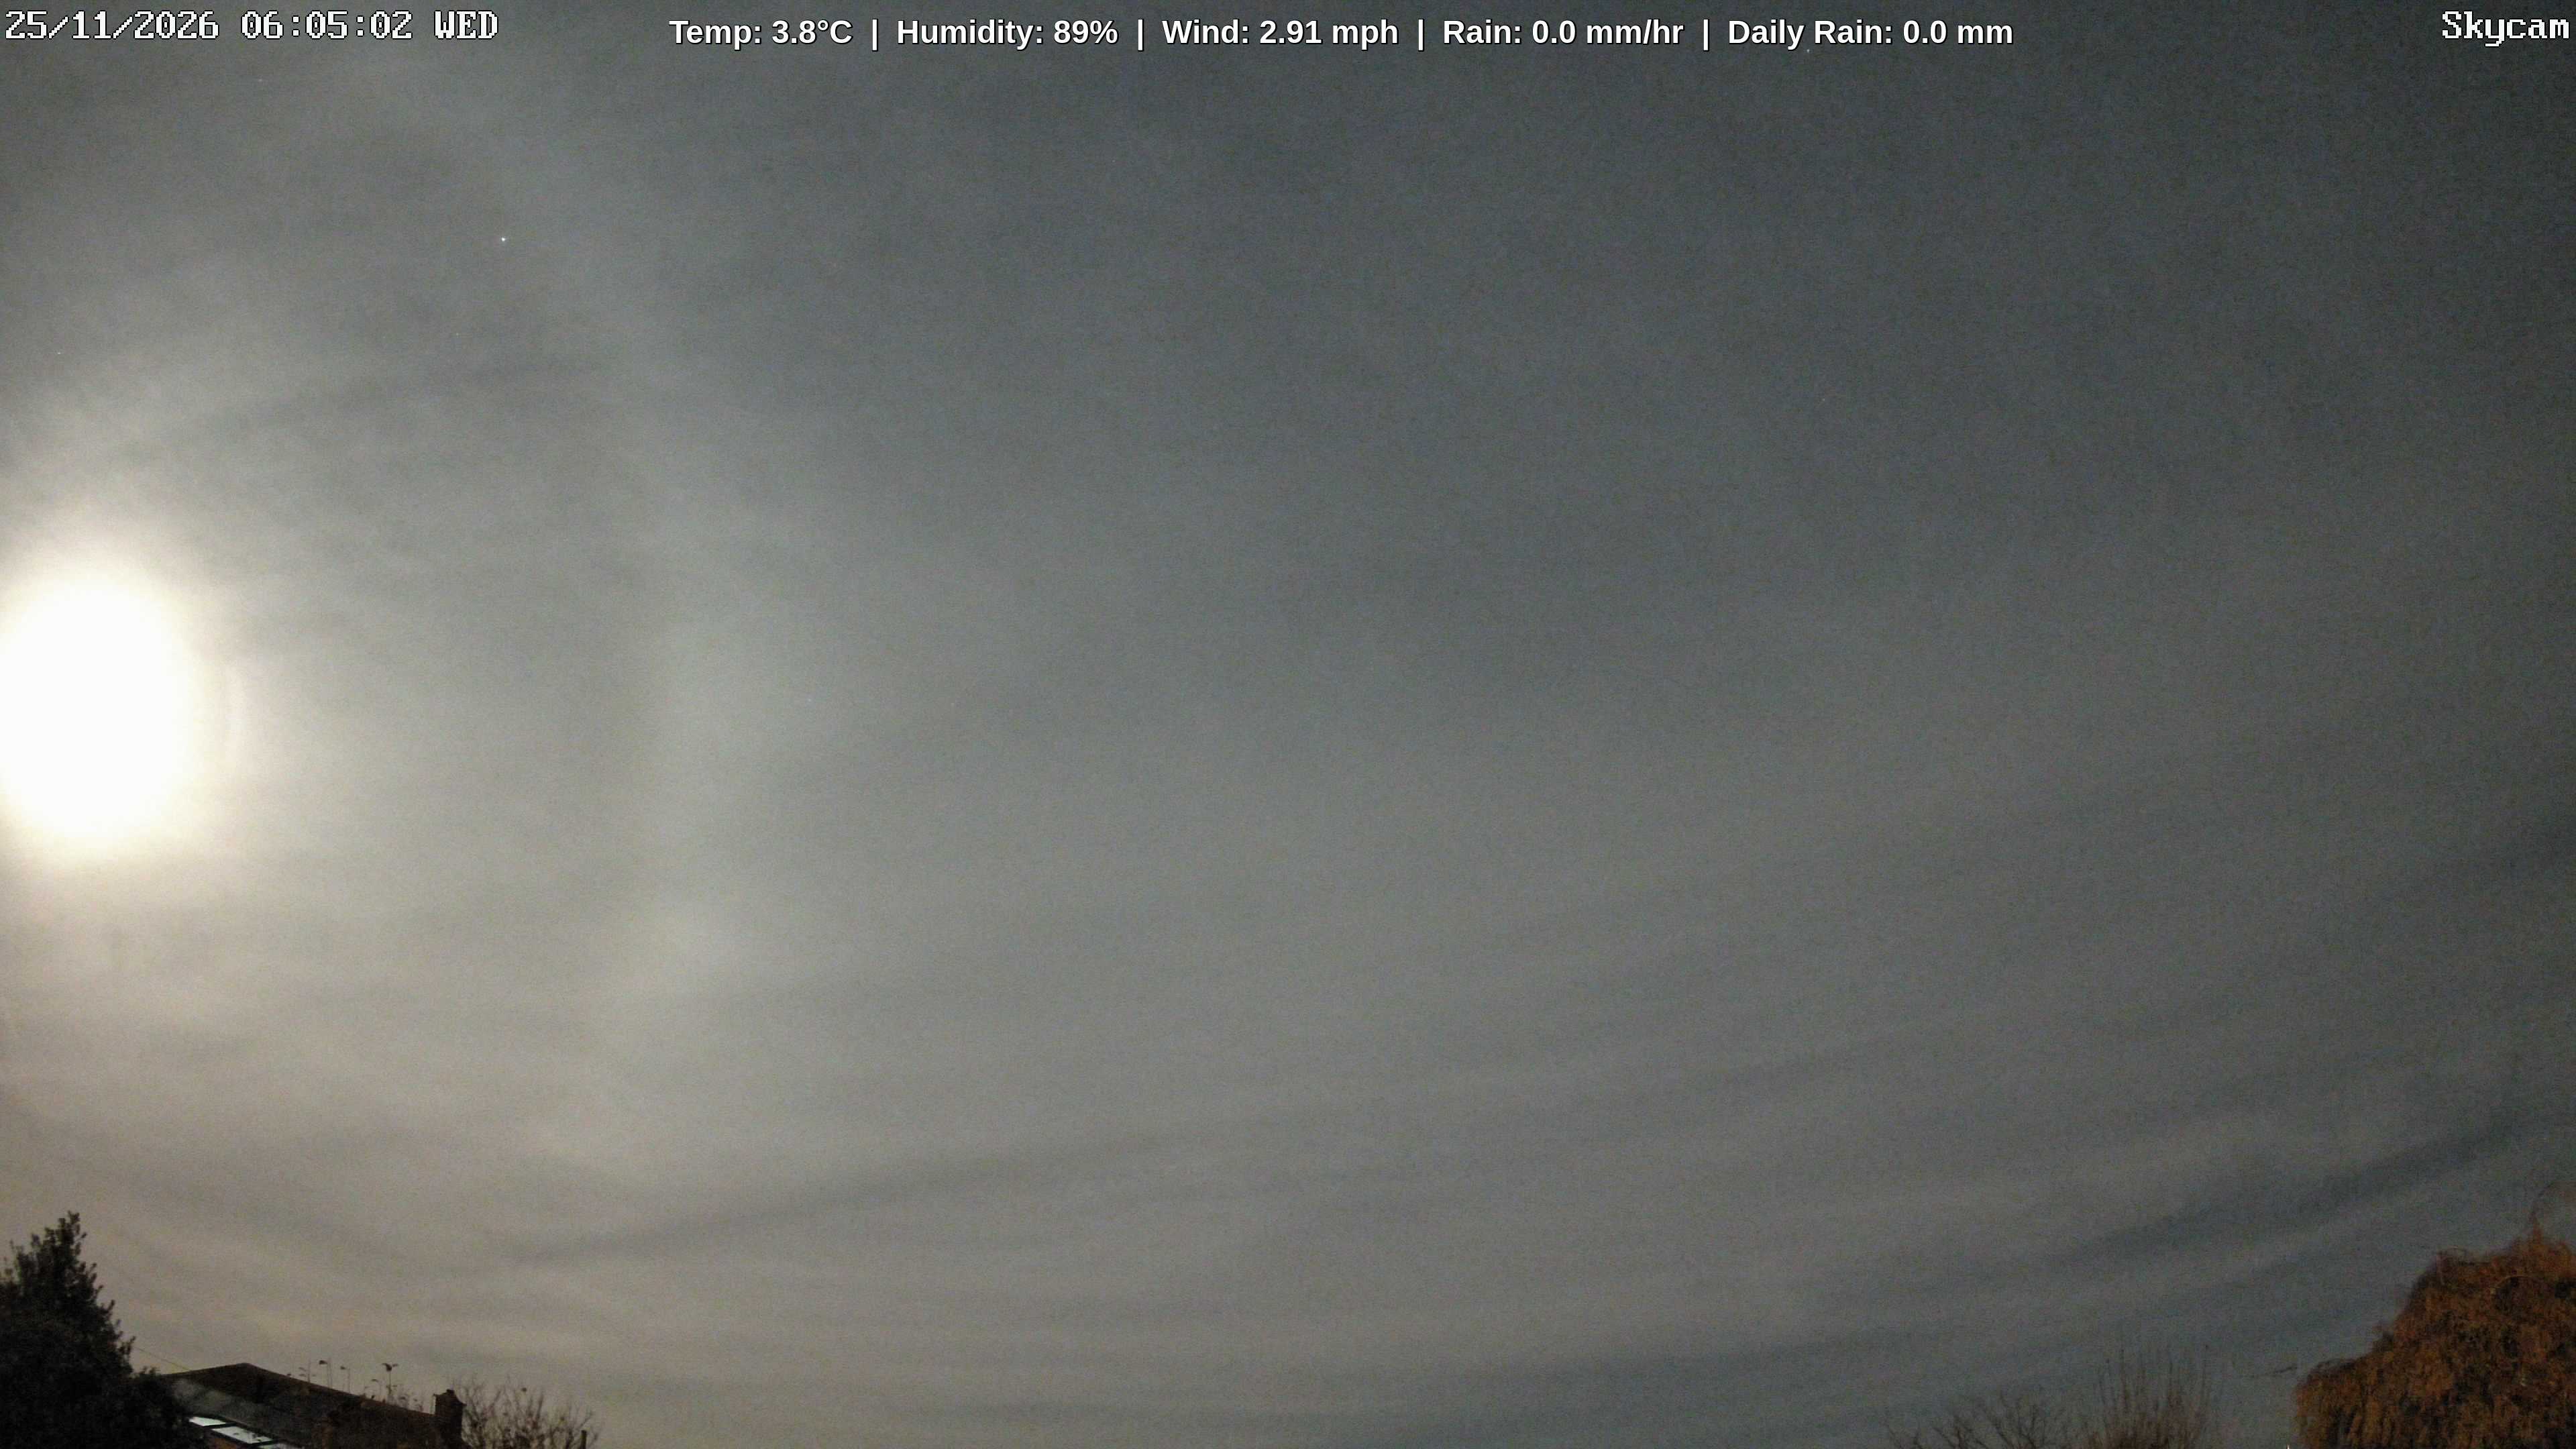 25/11/2026 06:05:02 WED
Temp: 3.8°C | Humidity: 89% | Wind: 2.91 mph | Rain: 0.0 mm/hr | Daily Rain: 0.0 mm
Skycam